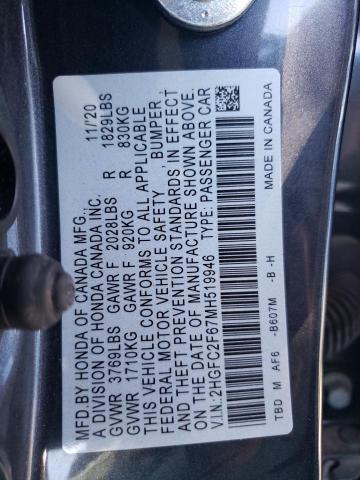 MFD.BY HONDA OF CANADA MFG. 11/'20
A DIVISION OF HONDA CANADA INC.
GVWR 3769LBS GAWR F 2028LBS R 1829LBS
GVWR 1710KG GAWR F 920KG R 830KG
THIS VEHICLE CONFORMS TO ALL APPLICABLE
FEDERAL MOTOR VEHICLE SAFETY, BUMPER,
AND THEFT PREVENTION STANDARDS IN EFFECT
ON THE DATE OF MANUFACTURE SHOWN ABOVE.
V.I.N.:2HGFC2F67MH519946 TYPE: PASSENGER CAR
TBD M AF6 -B607M -B -H MADE IN CANADA